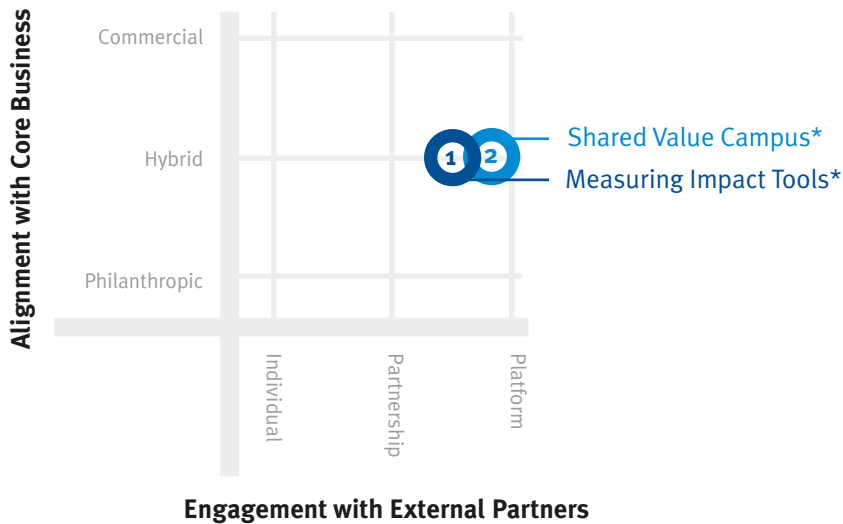 Alignment with Core Business
Commercial
Hybrid
Philanthropic
1
2
Shared Value Campus*
Measuring Impact Tools*
Individual
Partnership
Platform
Engagement with External Partners